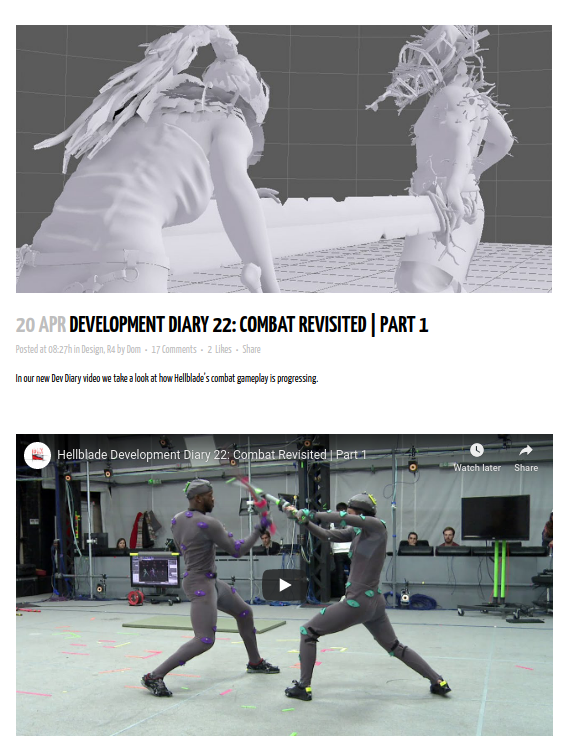 20 APR DEVELOPMENT DIARY 22: COMBAT REVISITED | PART 1
Posted at 08:27h in Design, R4 by Dom • 17 Comments • 2 Likes • Share
In our new Dev Diary video we take a look at how Hellblade's combat gameplay is progressing.
Hellblade Development Diary 22: Combat Revisited | Part 1
Watch later
Share